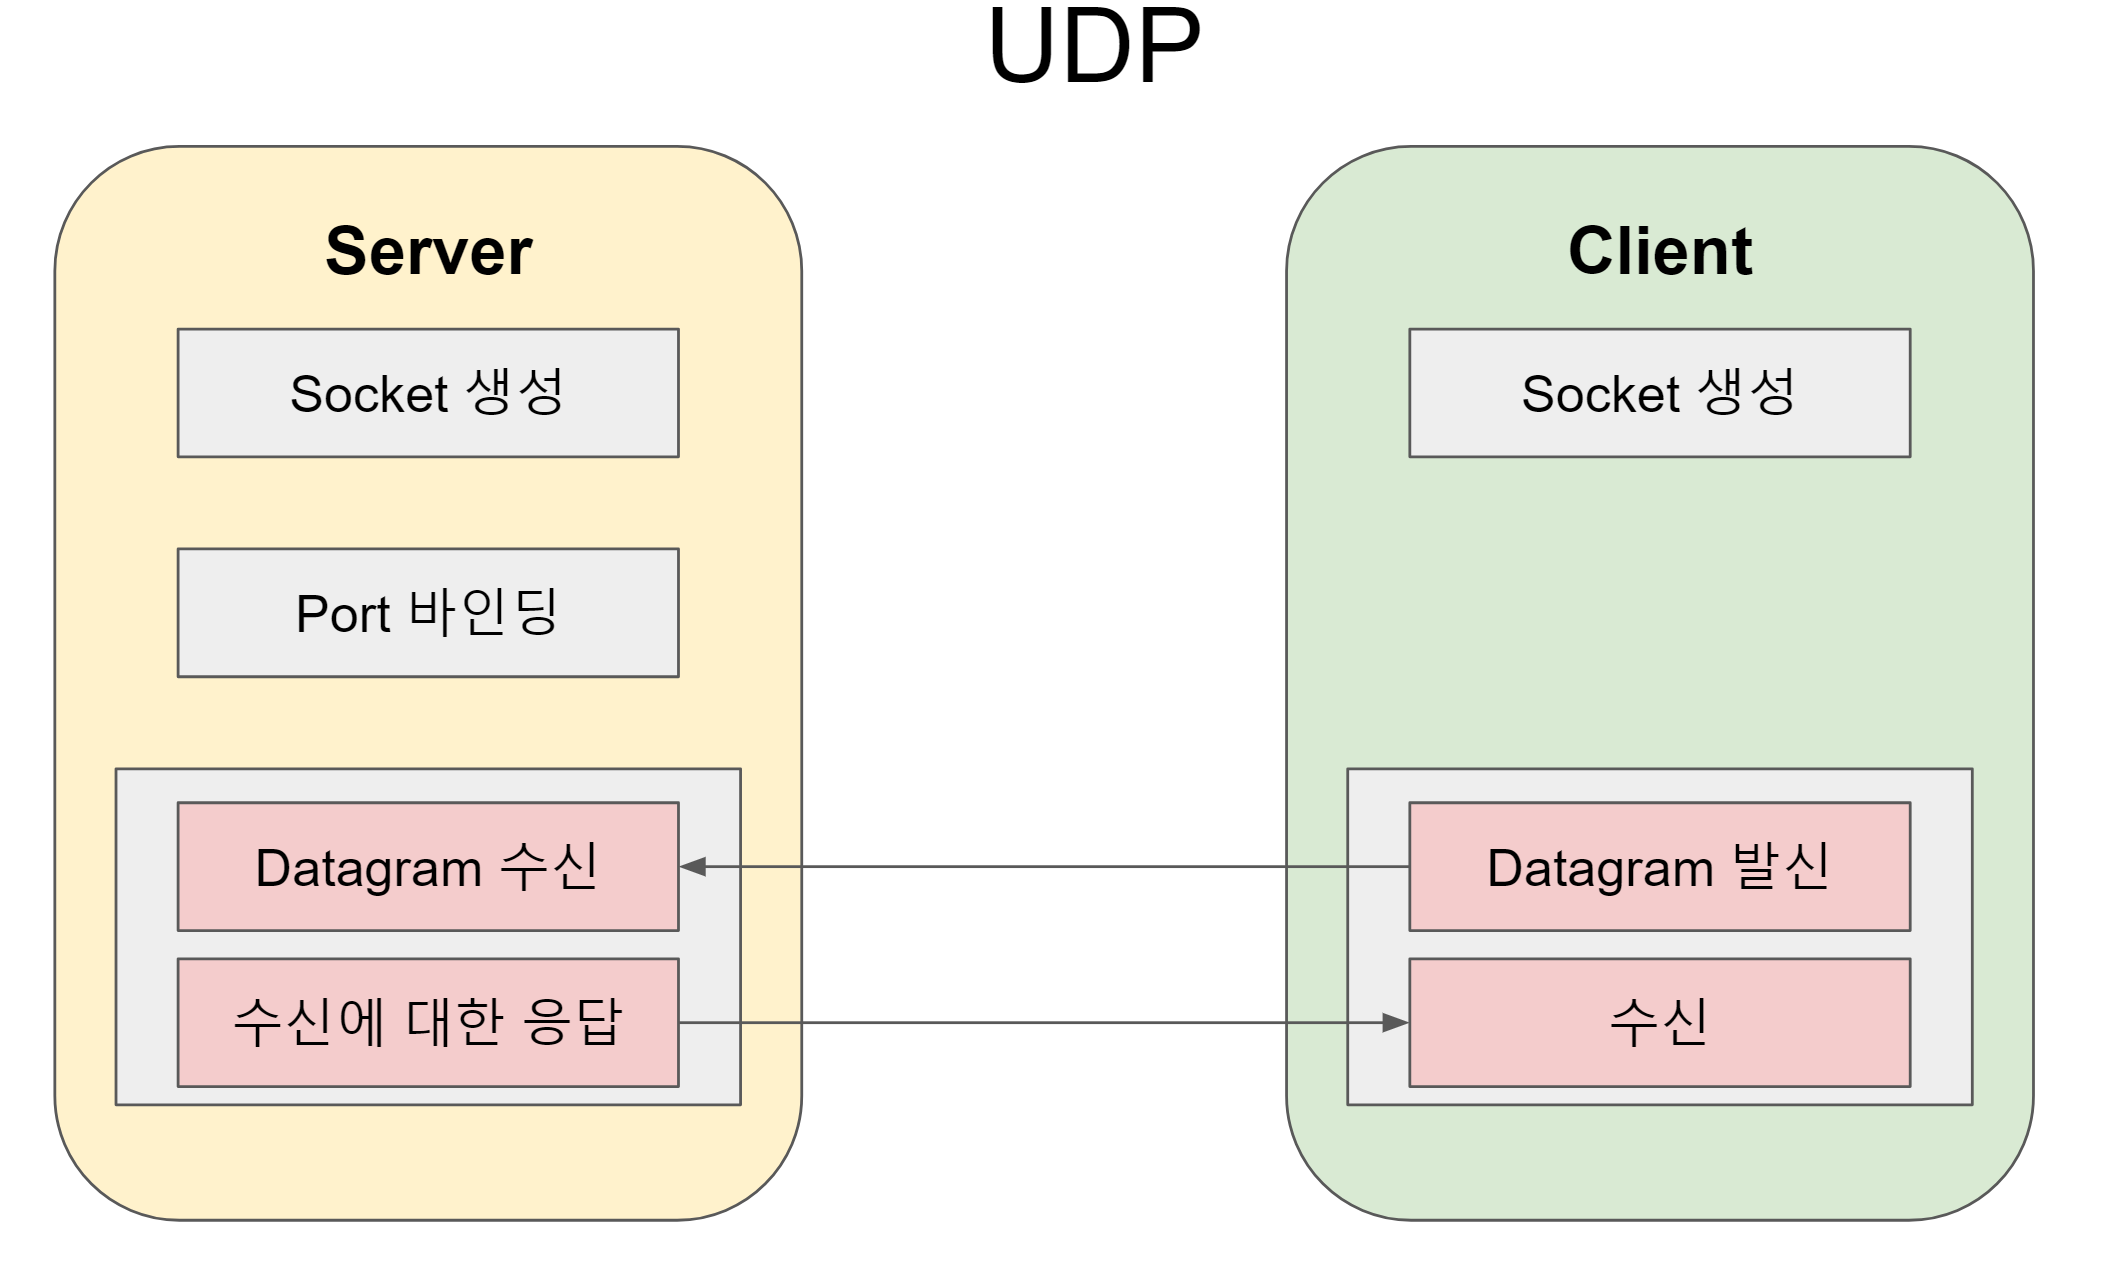 UDP
Server
Socket 생성
Port 바인딩
Datagram 수신
수신에 대한 응답
Client
Socket 생성
Datagram 발신
수신